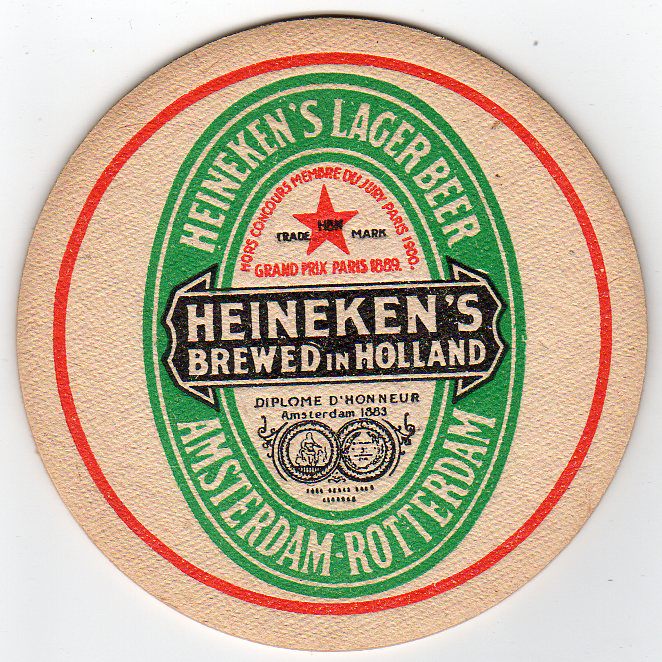 HEINEKEN'S LAGER BEER
HORS CONCOURS MEMBRE DU JURY PARIS 1900.
HBM
TRADE MARK
GRAND PRIX PARIS 1889.
HEINEKEN'S
BREWED IN HOLLAND
DIPLOME D'HONNEUR
Amsterdam 1883
AMSTERDAM-ROTTERDAM